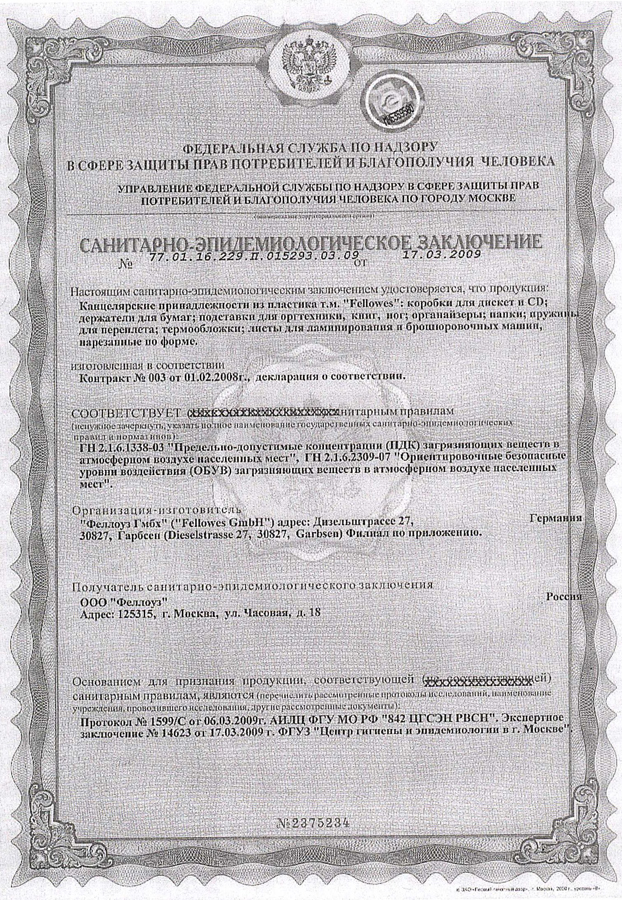 ФЕДЕРАЛЬНАЯ СЛУЖБА ПО НАДЗОРУ
В СФЕРЕ ЗАЩИТЫ ПРАВ ПОТРЕБИТЕЛЕЙ И БЛАГОПОЛУЧИЯ ЧЕЛОВЕКА
УПРАВЛЕНИЕ ФЕДЕРАЛЬНОЙ СЛУЖБЫ ПО НАДЗОРУ В СФЕРЕ ЗАЩИТЫ ПРАВ
ПОТРЕБИТЕЛЕЙ И БЛАГОПОЛУЧИЯ ЧЕЛОВЕКА ПО ГОРОДУ МОСКВЕ
(наименование территориального органа)
САНИТАРНО-ЭПИДЕМИОЛОГИЧЕСКОЕ ЗАКЛЮЧЕНИЕ
№ 77.01.16.229.П.015293.03.09 от 17.03.2009
Настоящим санитарно-эпидемиологическим заключением удостоверяется, что продукция:
Канцелярские принадлежности из пластика т.м. "Fellowes": коробки для дискет и CD;
держатели для бумаг; подставки для оргтехники, книг, ног; органайзеры; папки; пружины
для переплета; термообложки; листы для ламинирования и брошюровочных машин,
нарезанные по форме.
изготовленная в соответствии
Контракт № 003 от 01.02.2008г., декларация о соответствии.
СООТВЕТСТВУЕТ нитарным правилам
(ненужное зачеркнуть, указать полное наименование государственных санитарно-эпидемиологических
правил и нормативов):
ГН 2.1.6.1338-03 "Предельно-допустимые концентрации (ПДК) загрязняющих веществ в
атмосферном воздухе населенных мест", ГН 2.1.6.2309-07 "Ориентировочные безопасные
уровни воздействия (ОБУВ) загрязняющих веществ в атмосферном воздухе населенных
мест".
Организация-изготовитель
"Феллоуз Гмбх" ("Fellowes GmbH") адрес: Дизельштрассе 27, Германия
30827, Гарбсен (Dieselstrasse 27, 30827, Garbsen) Филиал по приложению.
Получатель санитарно-эпидемиологического заключения
ООО "Феллоуз" Россия
Адрес: 125315, г. Москва, ул. Часовая, д. 18
Основанием для признания продукции, соответствующей ( ей)
санитарным правилам, являются (перечислить рассмотренные протоколы исследований, наименование
учреждения, проводившего исследования, другие рассмотренные документы):
Протокол № 1599/С от 06.03.2009г. АИЛЦ ФГУ МО РФ "842 ЦГСЭН РВСН". Экспертное
заключение № 14623 от 17.03.2009 г. ФГУЗ "Центр гигиены и эпидемиологии в г. Москве".
№2375234